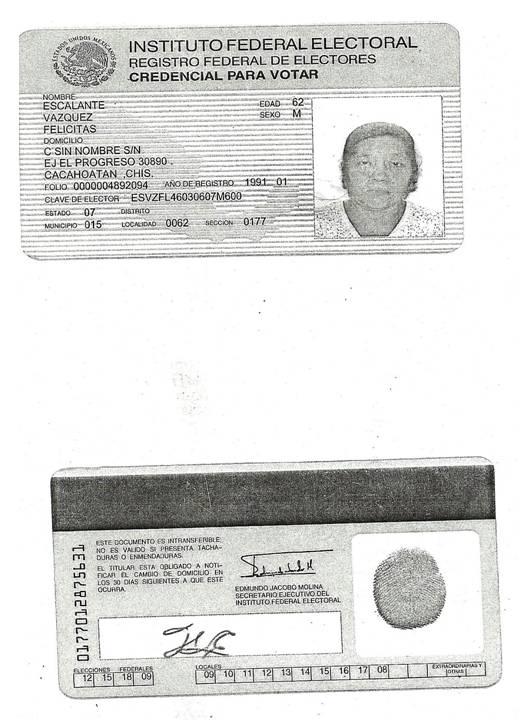 ESTADOS UNIDOS MEXICANOS
INSTITUTO FEDERAL ELECTORAL
REGISTRO FEDERAL DE ELECTORES
CREDENCIAL PARA VOTAR
NOMBRE
ESCALANTE
VAZQUEZ
FELICITAS
EDAD 62
SEXO M
DOMICILIO
C SIN NOMBRE S/N
EJ EL PROGRESO 30890
CACAHOATAN ,CHIS.
FOLIO 0000004892094 AÑO DE REGISTRO 1991 01
CLAVE DE ELECTOR ESVZFL46030607M600
ESTADO 07 DISTRITO
MUNICIPIO 015 LOCALIDAD 0062 SECCION 0177
0177012875631
ESTE DOCUMENTO ES INTRANSFERIBLE,
NO ES VALIDO SI PRESENTA TACHA-
DURAS O ENMENDADURAS.
EL TITULAR ESTA OBLIGADO A NOTI-
FICAR EL CAMBIO DE DOMICILIO EN
LOS 30 DIAS SIGUIENTES A QUE ESTE
OCURRA.
EDMUNDO JACOBO MOLINA
SECRETARIO EJECUTIVO DEL
INSTITUTO FEDERAL ELECTORAL
ELECCIONES FEDERALES LOCALES EXTRAORDINARIAS Y OTRAS
12 15 18 09 09 10 11 12 13 14 15 16 17 08